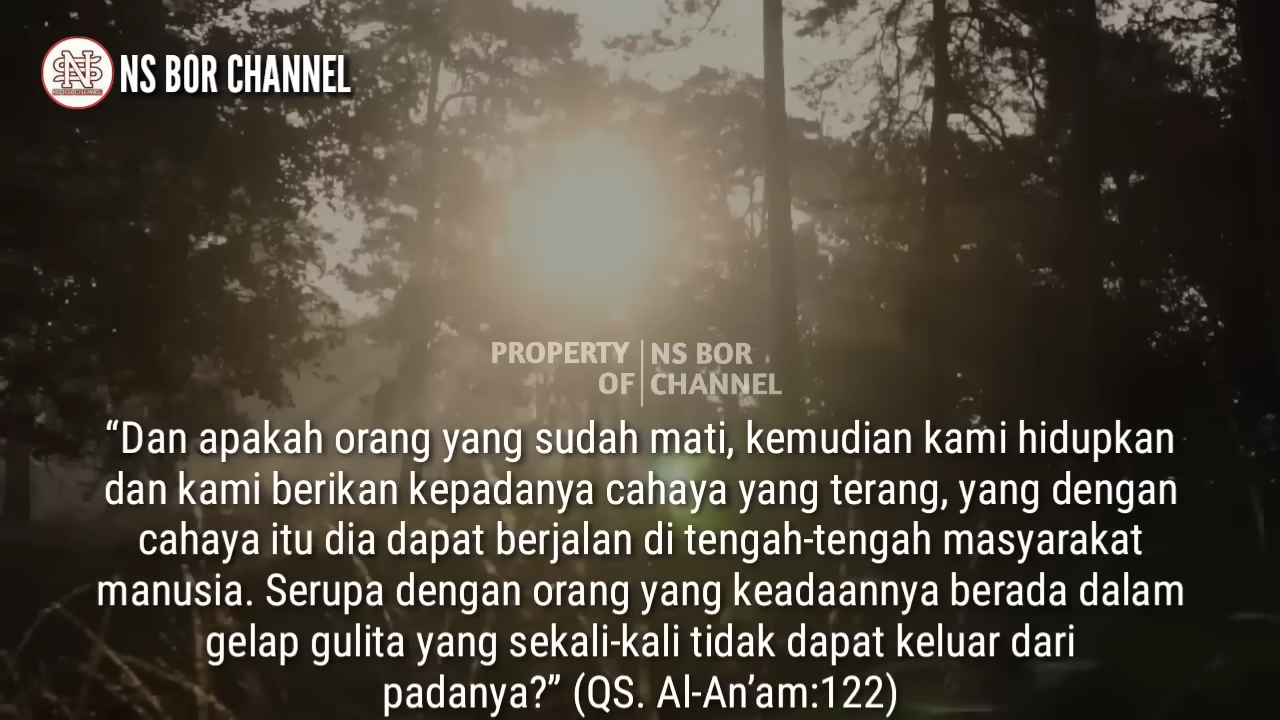 NS BOR CHANNEL
PROPERTY OF
NS BOR CHANNEL
“Dan apakah orang yang sudah mati, kemudian kami hidupkan
dan kami berikan kepadanya cahaya yang terang, yang dengan
cahaya itu dia dapat berjalan di tengah-tengah masyarakat
manusia. Serupa dengan orang yang keadaannya berada dalam
gelap gulita yang sekali-kali tidak dapat keluar dari
padanya?” (QS. Al-An’am:122)